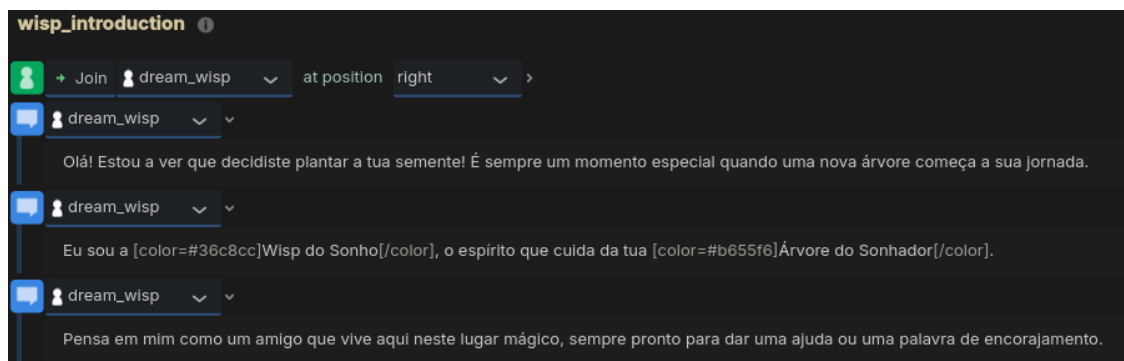 wisp_introduction
Join dream_wisp at position right
dream_wisp
Olá! Estou a ver que decidiste plantar a tua semente! É sempre um momento especial quando uma nova árvore começa a sua jornada.
dream_wisp
Eu sou a [color=#36c8cc]Wisp do Sonho[/color], o espírito que cuida da tua [color=#b655f6]Árvore do Sonhador[/color].
dream_wisp
Pensa em mim como um amigo que vive aqui neste lugar mágico, sempre pronto para dar uma ajuda ou uma palavra de encorajamento.